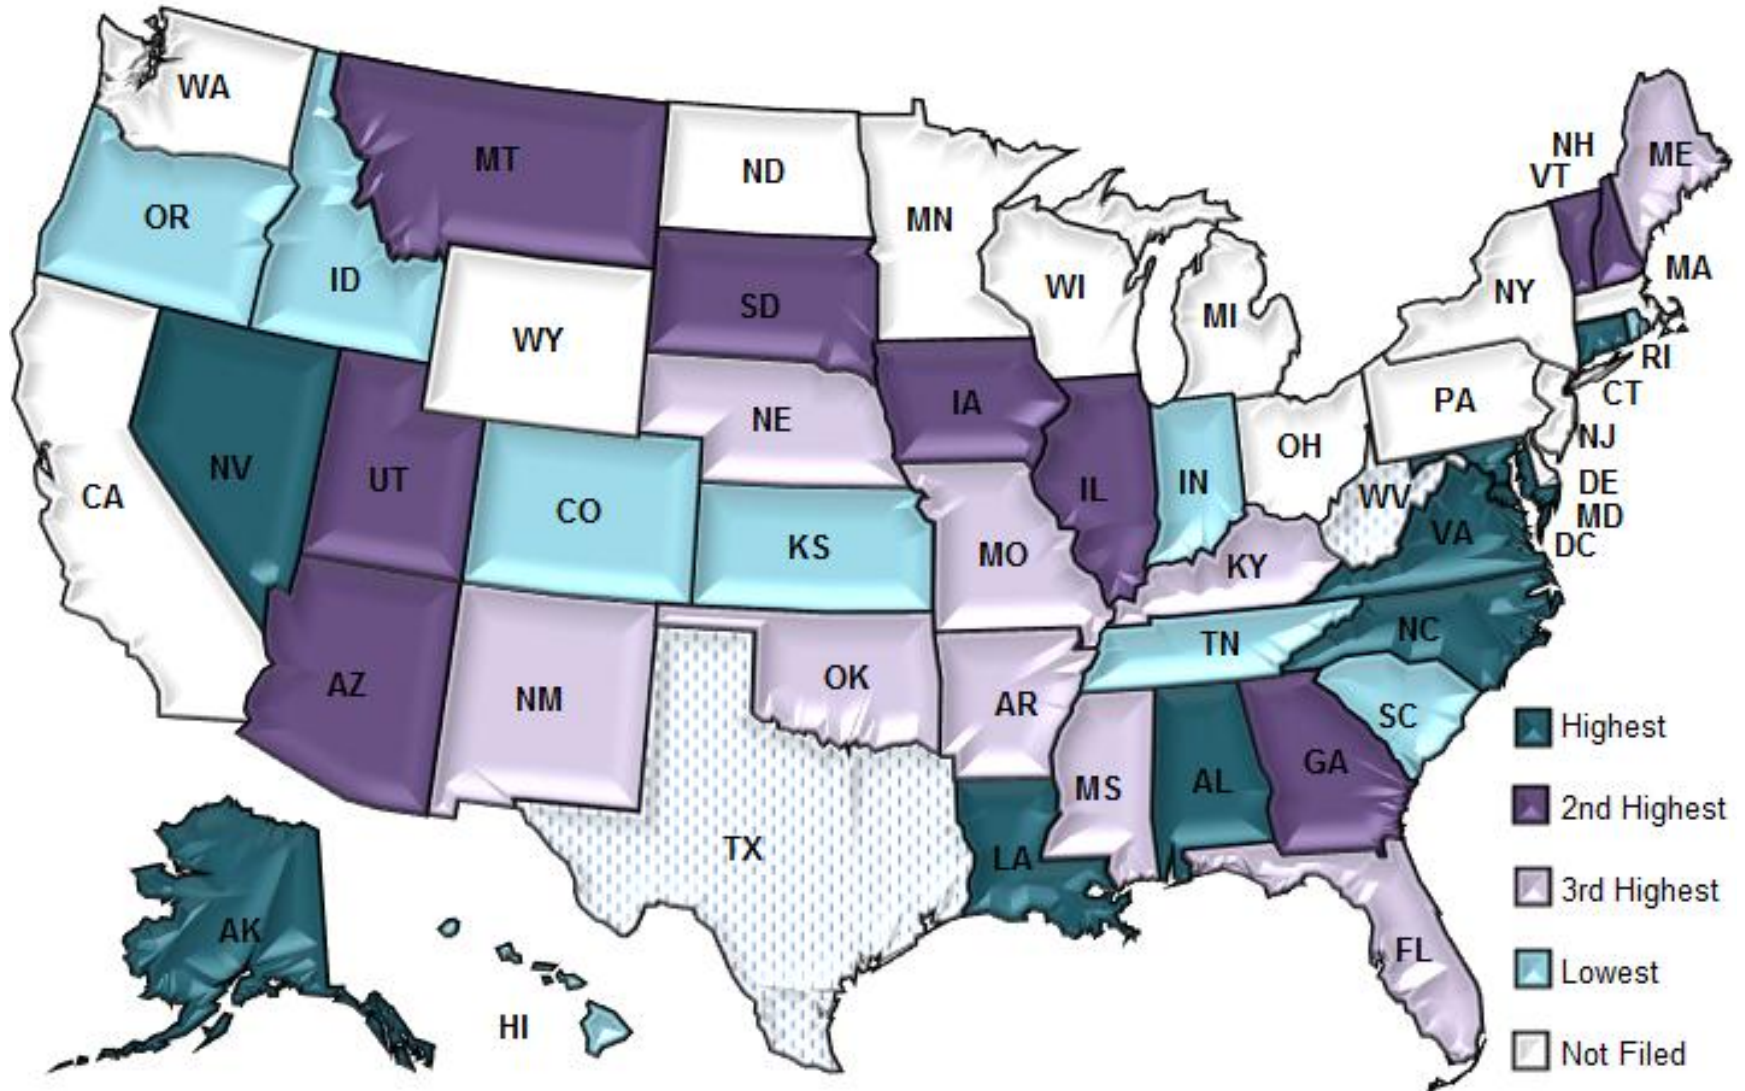 WA
MT
ND
MN
NH
VT
ME
OR
ID
SD
WI
MI
NY
MA
WY
RI
NE
IA
PA
CT
NV
UT
IL
IN
OH
NJ
CA
CO
KS
MO
KY
WV
VA
DE
MD
DC
AZ
NM
OK
AR
TN
NC
SC
MS
AL
GA
TX
LA
FL
AK
HI
Highest
2nd Highest
3rd Highest
Lowest
Not Filed